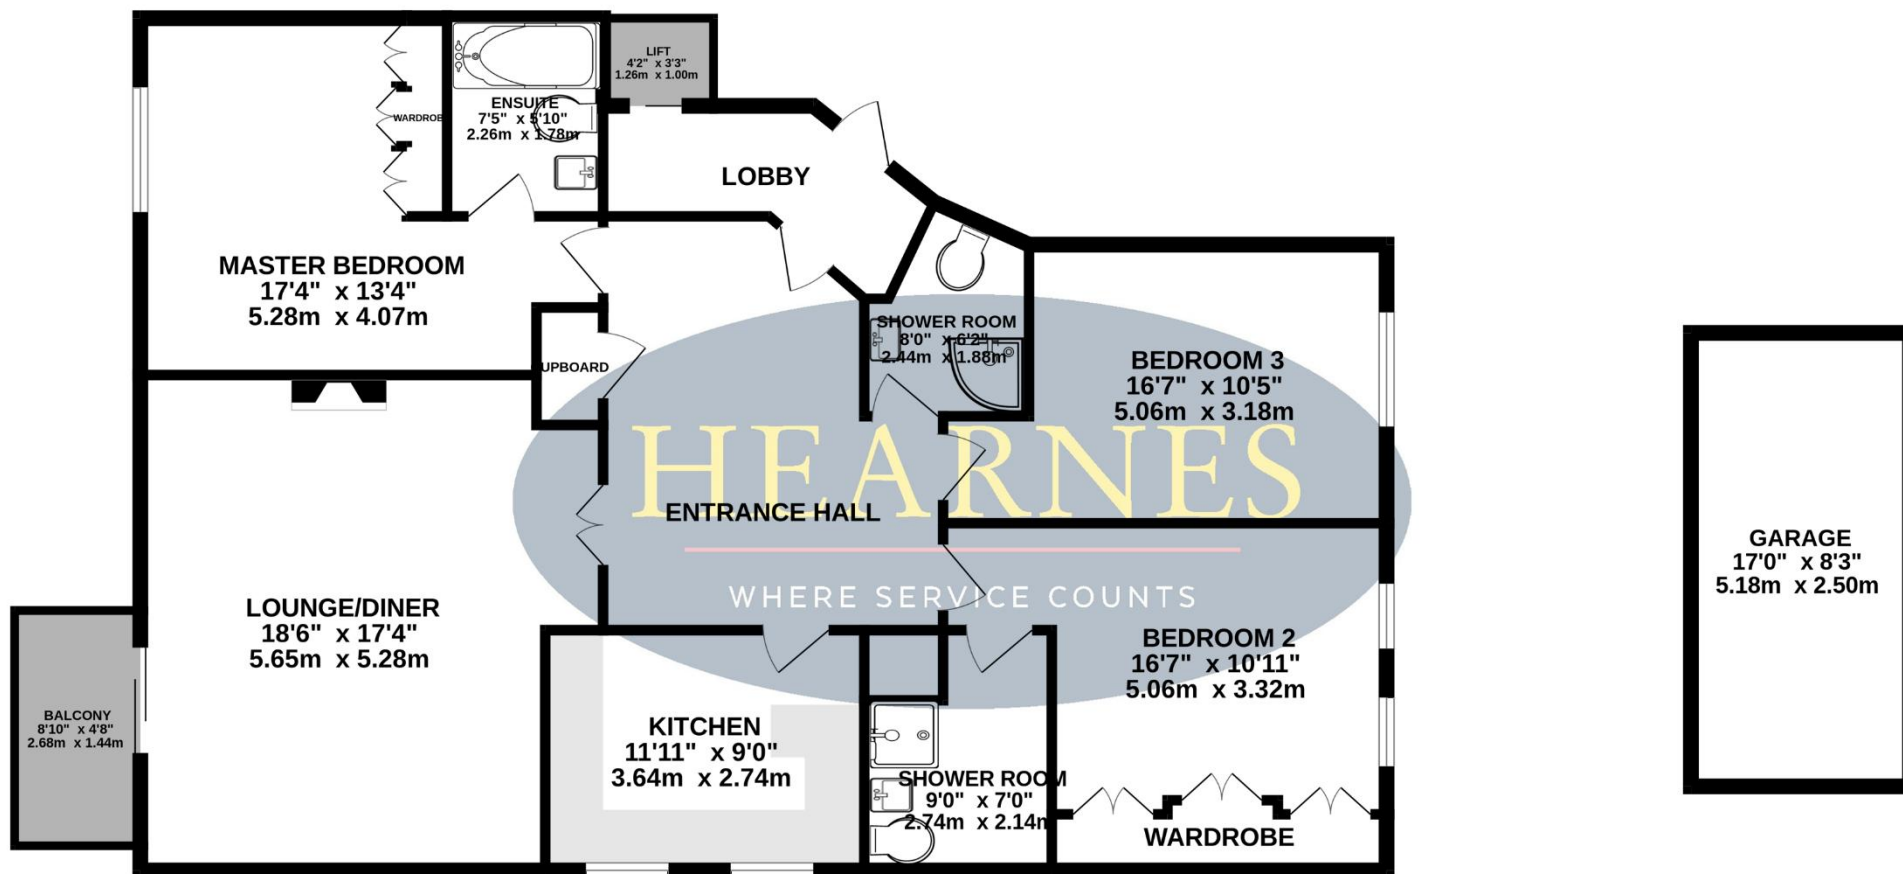 LIFT
4'2" x 3'3"
1.26m x 1.00m
ENSUITE
7'5" x 5'10"
2.26m x 1.78m
WARDROBE
LOBBY
MASTER BEDROOM
17'4" x 13'4"
5.28m x 4.07m
SHOWER ROOM
8'0" x 6'2"
2.44m x 1.88m
UPBOARD
BEDROOM 3
16'7" x 10'5"
5.06m x 3.18m
HEARNES
ENTRANCE HALL
WHERE SERVICE COUNTS
GARAGE
17'0" x 8'3"
5.18m x 2.50m
LOUNGE/DINER
18'6" x 17'4"
5.65m x 5.28m
BEDROOM 2
16'7" x 10'11"
5.06m x 3.32m
BALCONY
8'10" x 4'8"
2.68m x 1.44m
KITCHEN
11'11" x 9'0"
3.64m x 2.74m
SHOWER ROOM
9'0" x 7'0"
2.74m x 2.14m
WARDROBE